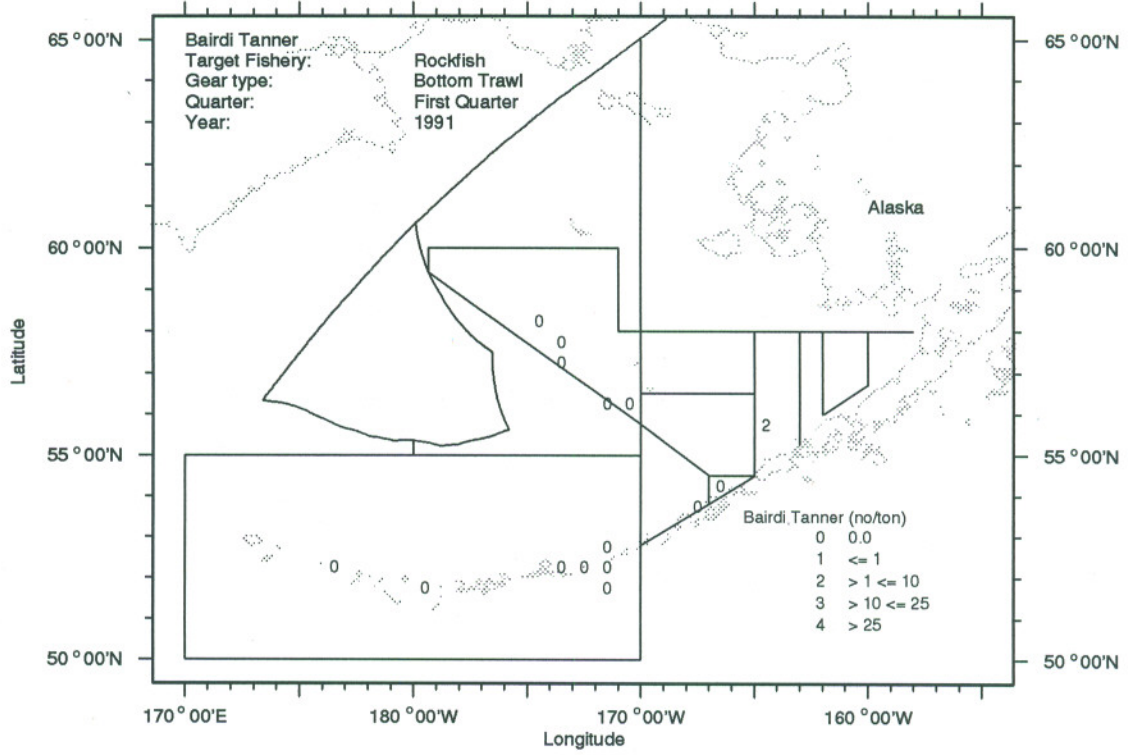 65 °00'N
65 °00'N
Bairdi Tanner
Target Fishery: Rockfish
Gear type: Bottom Trawl
Quarter: First Quarter
Year: 1991
Alaska
60 °00'N
60 °00'N
0
0
0
0 0
2
55 °00'N
55 °00'N
0
0
Bairdi Tanner (no/ton)
0 0.0
1 <= 1
2 > 1 <= 10
3 > 10 <= 25
4 > 25
0
0 0 0 0
0 0
50 °00'N
50 °00'N
170 °00'E
180 °00'W
170 °00'W
160 °00'W
Longitude
Latitude